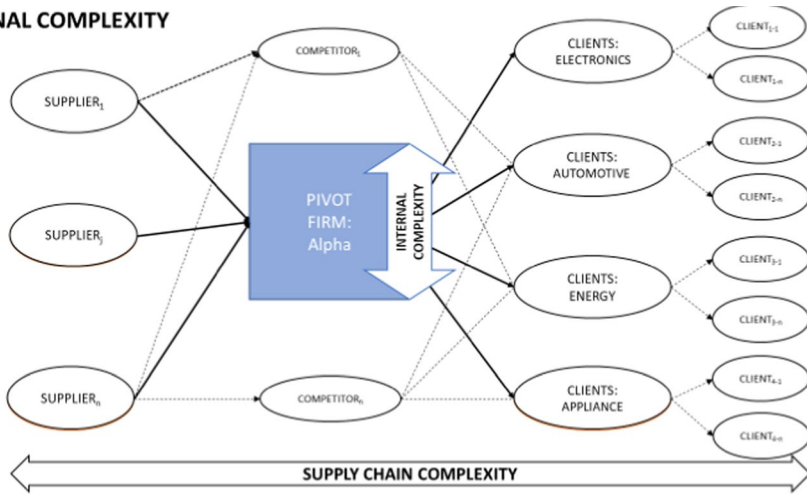 NAL COMPLEXITY
SUPPLIER₁
SUPPLIERⱼ
SUPPLIERₙ
COMPETITOR₁
PIVOT
FIRM:
Alpha
INTERNAL
COMPLEXITY
COMPETITORₙ
CLIENTS:
ELECTRONICS
CLIENTS:
AUTOMOTIVE
CLIENTS:
ENERGY
CLIENTS:
APPLIANCE
CLIENT₁₋₁
CLIENT₁₋ₙ
CLIENT₂₋₁
CLIENT₂₋ₙ
CLIENT₃₋₁
CLIENT₃₋ₙ
CLIENT₄₋₁
CLIENT₄₋ₙ
SUPPLY CHAIN COMPLEXITY